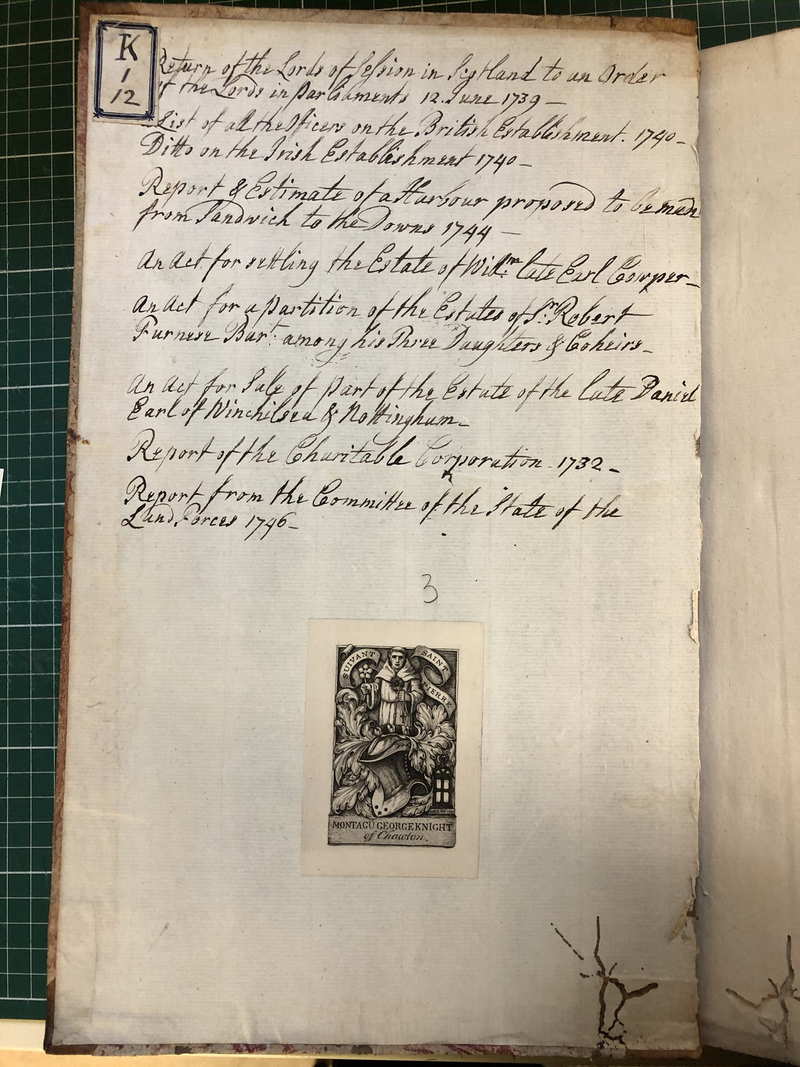 K
1
12
Return of the Lords of Session in Scotland to an Order
of the Lords in Parliaments 12. June 1739 —
List of all the Officers on the British Establishment. 1740 –
Ditto on the Irish Establishment 1740 –
Report & Estimate of a Harbour proposed to be made
from Sandwich to the Downs 1744 —
An Act for settling the Estate of Willm. late Earl Cowper –
An Act for a partition of the Estates of Sr. Robert
Furnese Bart. among his Three Daughters & Coheirs –
An Act for Sale of part of the Estate of the late Daniel
Earl of Winchilsea & Nottingham –
Report of the Charitable Corporation – 1732 –
Report from the Committee of the State of the
Land Forces 1746 –
3
SUIVANT SAINT PIERRE
MONTAGU GEORGE KNIGHT
of Chawton.